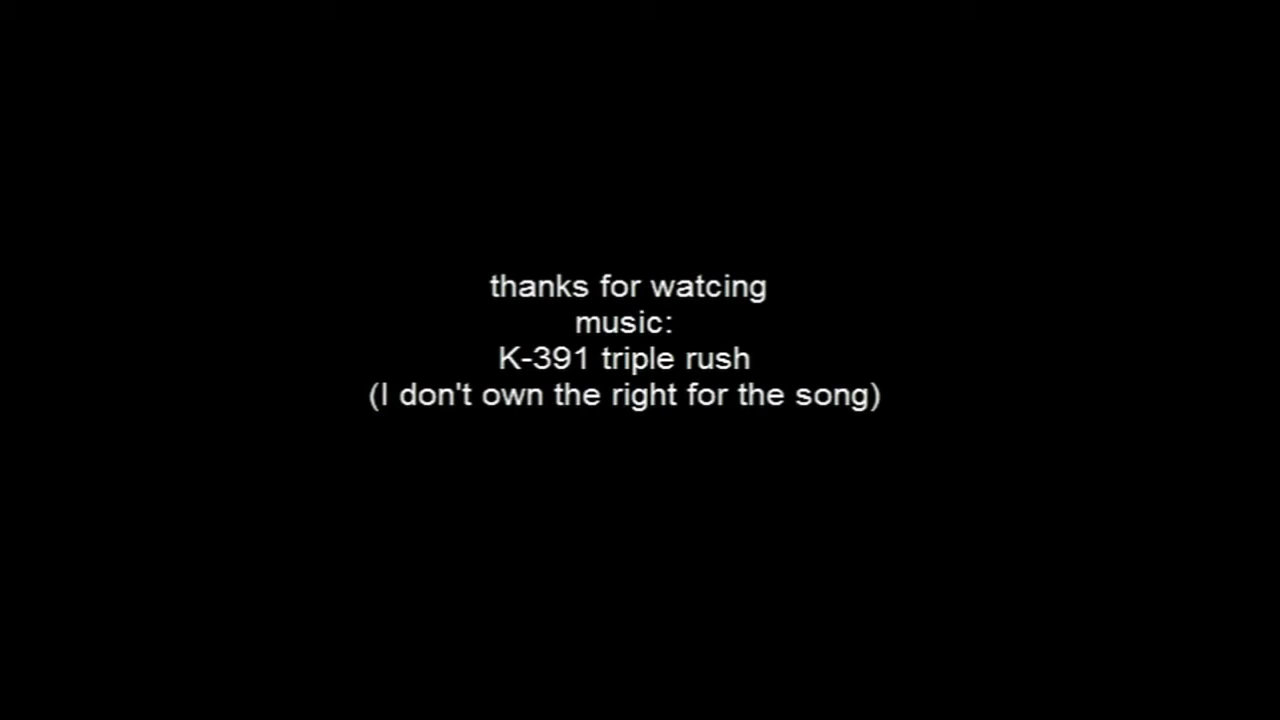 thanks for watcing
music:
K-391 triple rush
(I don't own the right for the song)